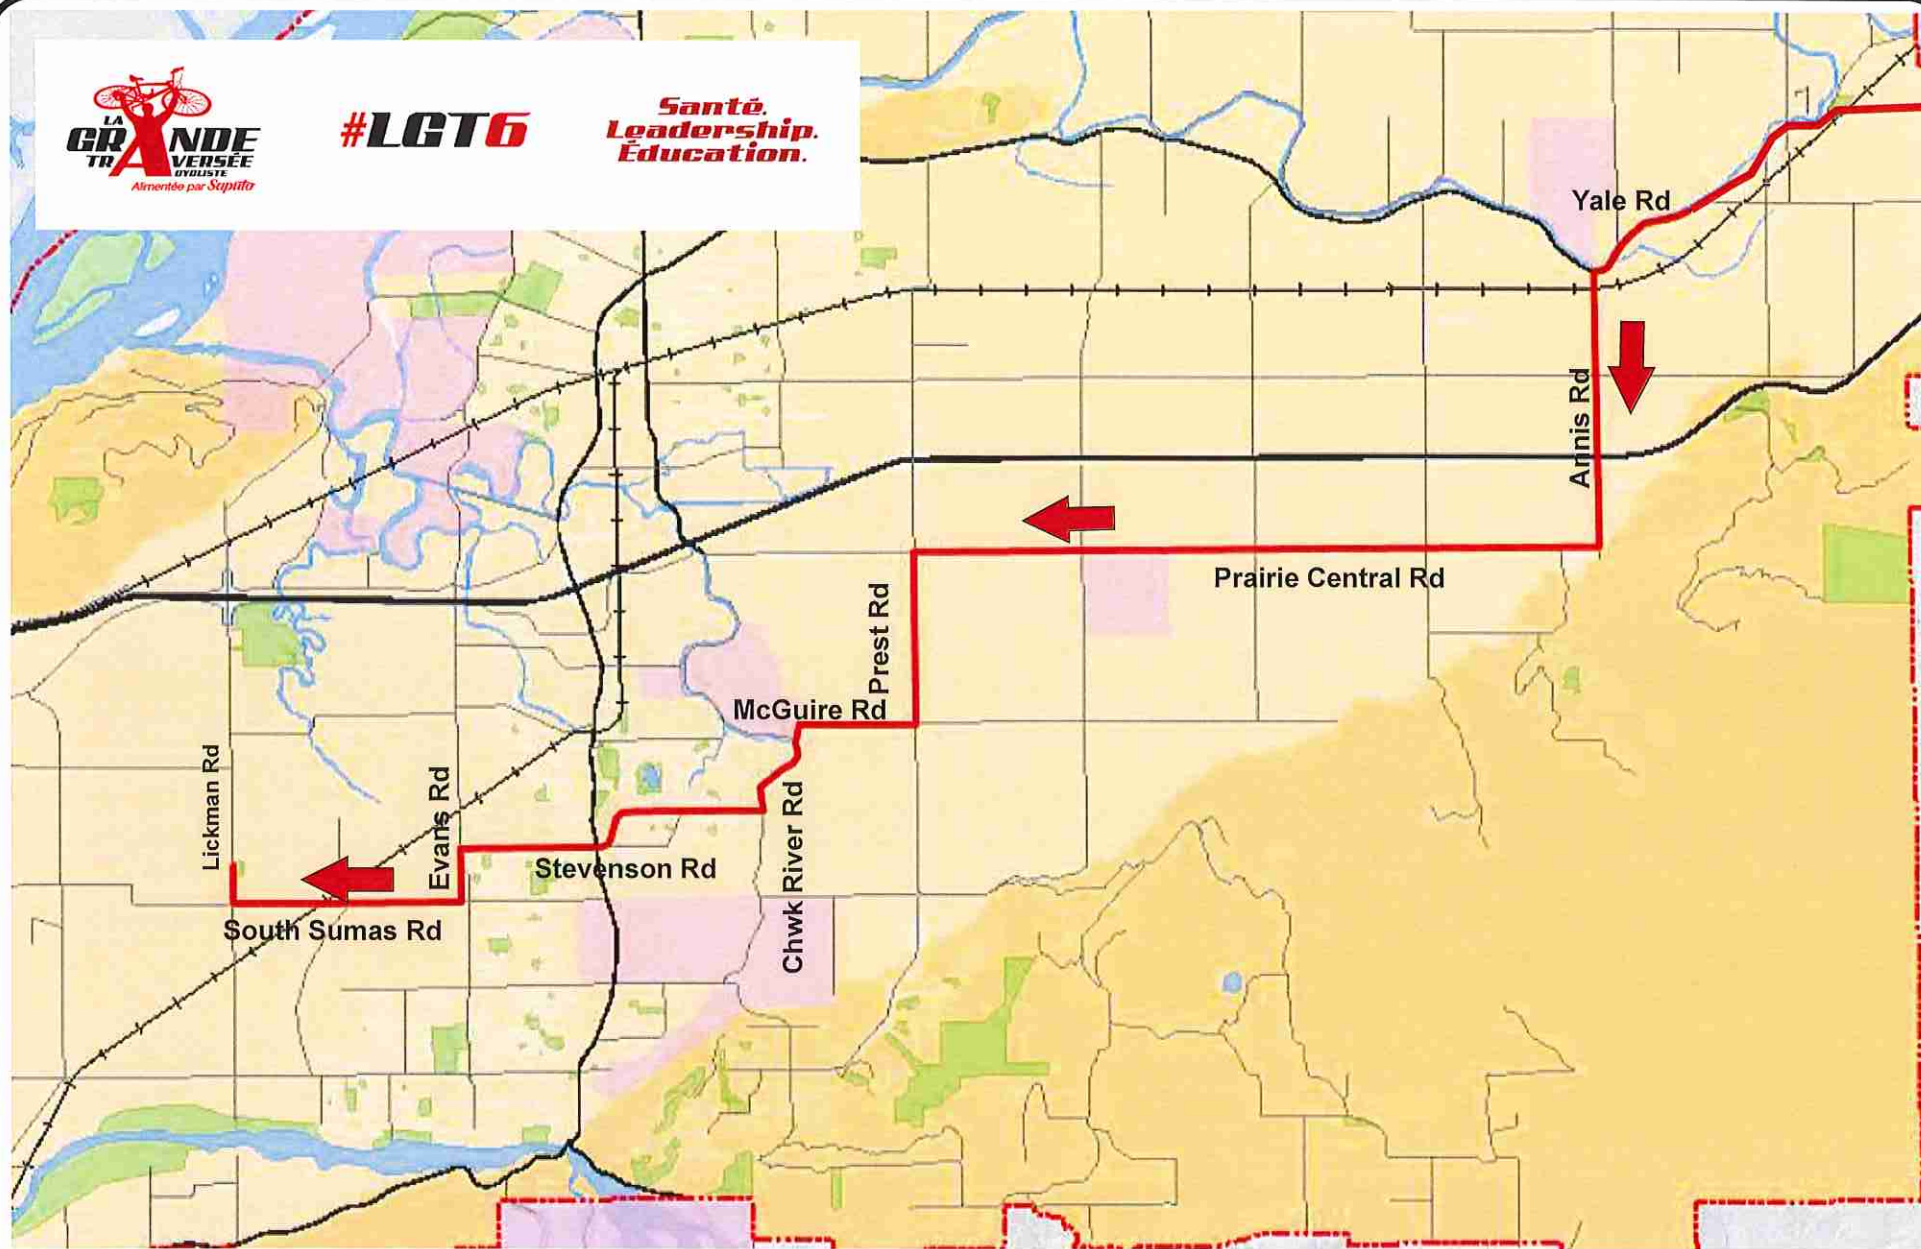 LA
GRANDE
TRAVERSÉE
CYCLISTE
Alimentée par Saputo
#LGT6
Santé.
Leadership.
Éducation.
Yale Rd
Annis Rd
Prairie Central Rd
Prest Rd
McGuire Rd
Chwk River Rd
Stevenson Rd
Evans Rd
Lickman Rd
South Sumas Rd